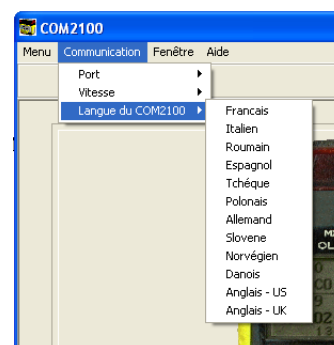 COM2100
Menu Communication Fenêtre Aide
Port
Vitesse
Langue du COM2100
Francais
Italien
Roumain
Espagnol
Tchéque
Polonais
Allemand
Slovene
Norvégien
Danois
Anglais - US
Anglais - UK